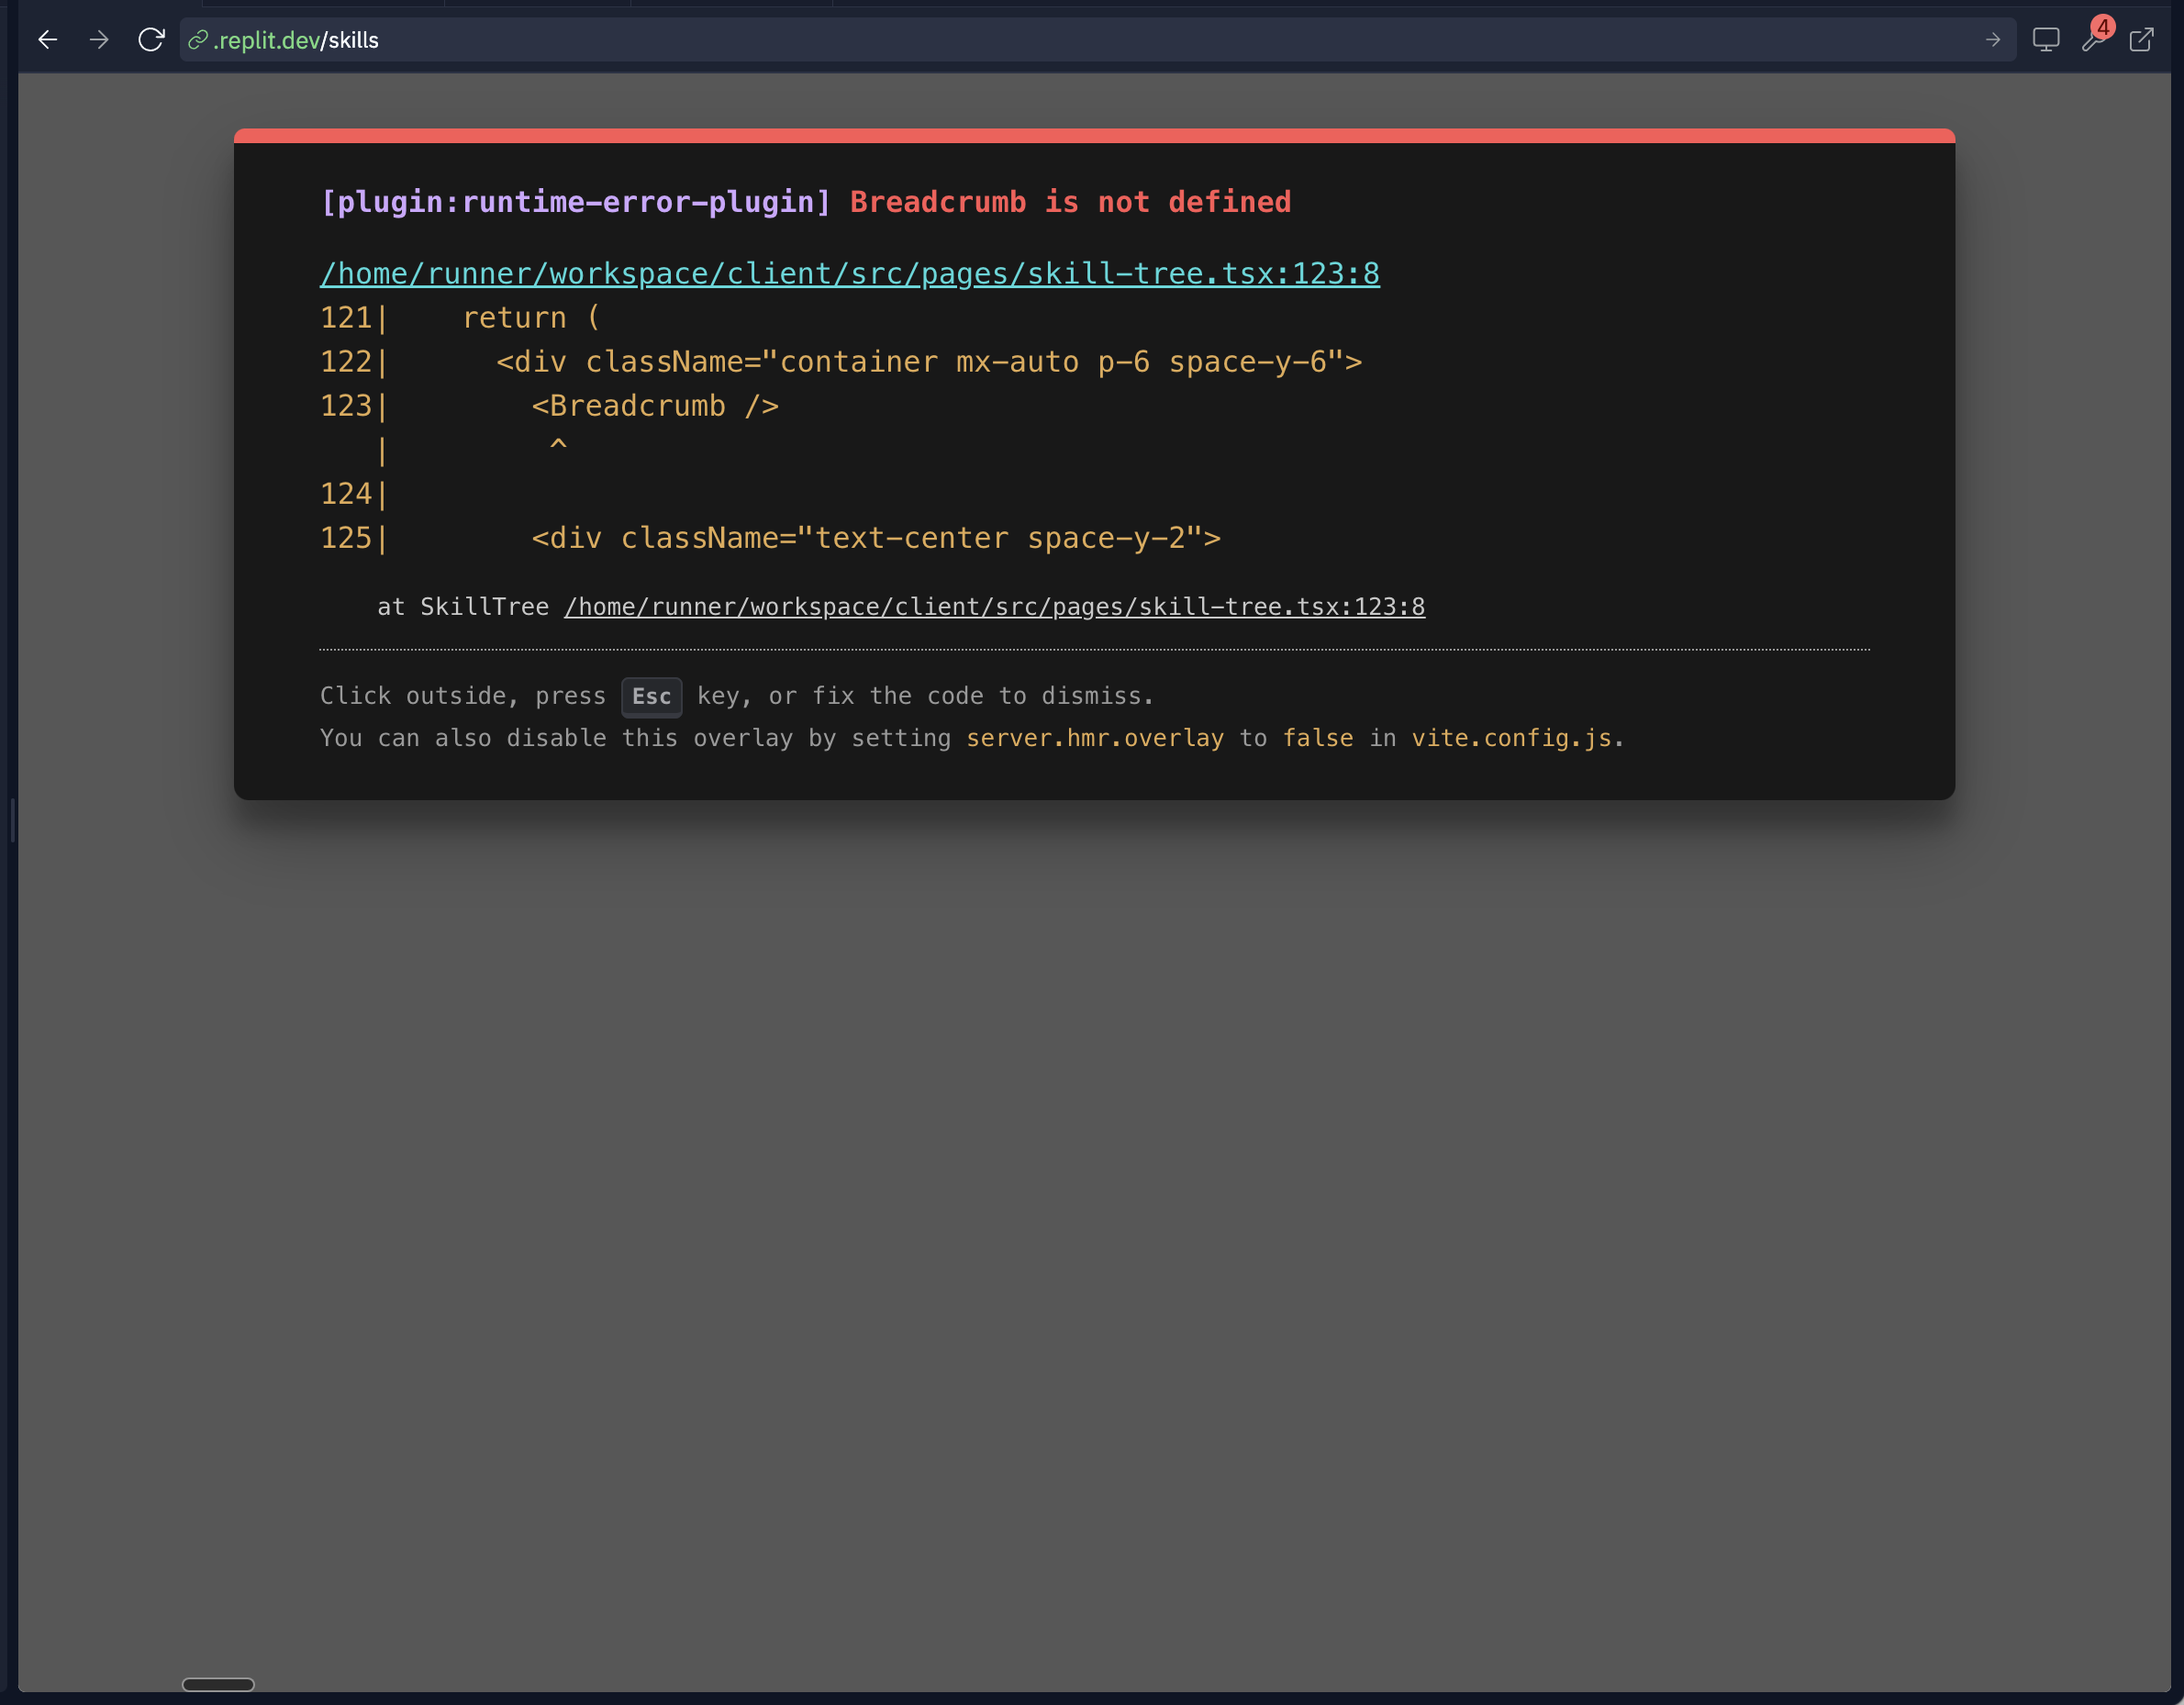 .replit.dev/skills
4
[plugin:runtime-error-plugin] Breadcrumb is not defined
/home/runner/workspace/client/src/pages/skill-tree.tsx:123:8
121|    return (
122|      <div className="container mx-auto p-6 space-y-6">
123|        <Breadcrumb />
   |         ^
124|
125|        <div className="text-center space-y-2">
at SkillTree /home/runner/workspace/client/src/pages/skill-tree.tsx:123:8
Click outside, press Esc key, or fix the code to dismiss.
You can also disable this overlay by setting server.hmr.overlay to false in vite.config.js.